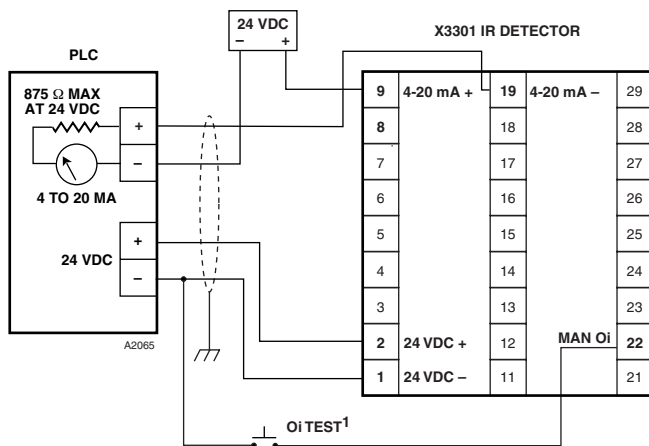 24 VDC
– +
X3301 IR DETECTOR
PLC
875 Ω MAX
AT 24 VDC
+
–
4 TO 20 MA
+
24 VDC
–
A2065
9 4-20 mA + 19 4-20 mA – 29
8 18 28
7 17 27
6 16 26
5 15 25
4 14 24
3 13 23
2 24 VDC + 12 MAN Oi 22
1 24 VDC – 11 21
Oi TEST¹